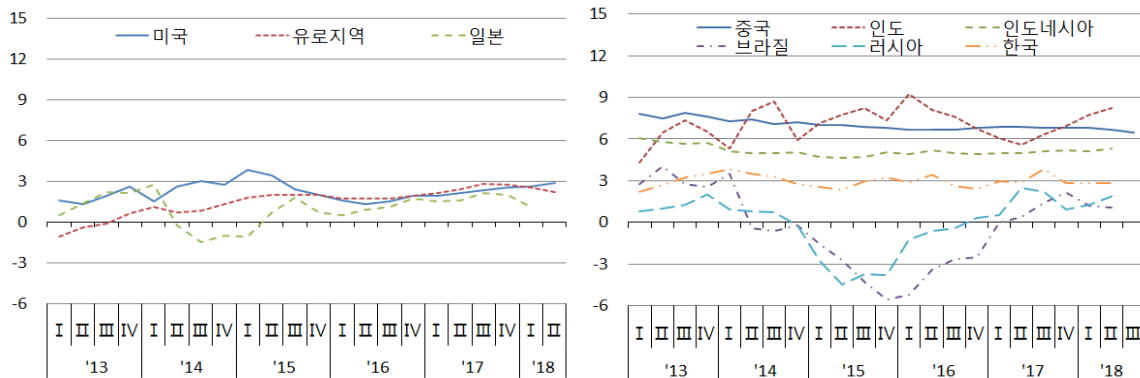 15
12
9
6
3
0
-3
-6
미국 유로지역 일본
Ⅰ Ⅱ Ⅲ Ⅳ Ⅰ Ⅱ Ⅲ Ⅳ Ⅰ Ⅱ Ⅲ Ⅳ Ⅰ Ⅱ Ⅲ Ⅳ Ⅰ Ⅱ Ⅲ Ⅳ Ⅰ Ⅱ
'13 '14 '15 '16 '17 '18
15
12
9
6
3
0
-3
-6
중국 인도 인도네시아
브라질 러시아 한국
Ⅰ Ⅱ Ⅲ Ⅳ Ⅰ Ⅱ Ⅲ Ⅳ Ⅰ Ⅱ Ⅲ Ⅳ Ⅰ Ⅱ Ⅲ Ⅳ Ⅰ Ⅱ Ⅲ Ⅳ Ⅰ Ⅱ Ⅲ
'13 '14 '15 '16 '17 '18